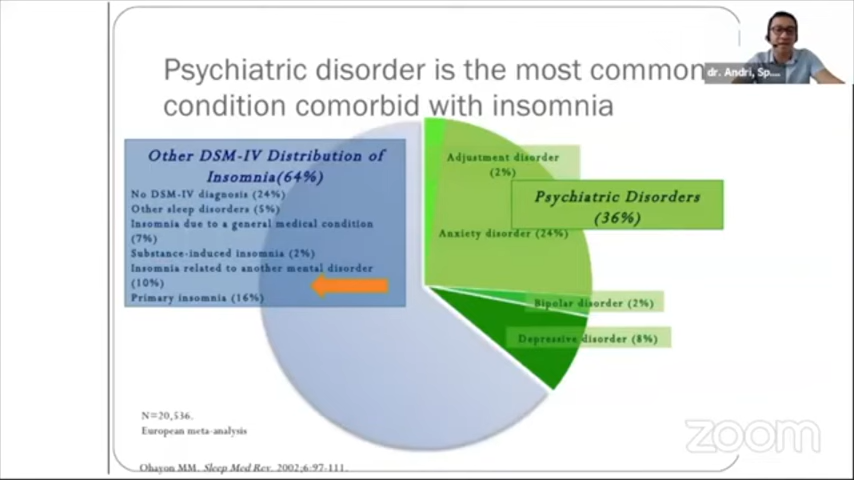 Psychiatric disorder is the most common
condition comorbid with insomnia
dr. Andri, Sp....
Other DSM-IV Distribution of
Insomnia(64%)
No DSM-IV diagnosis (24%)
Other sleep disorders (5%)
Insomnia due to a general medical condition
(7%)
Substance-induced insomnia (2%)
Insomnia related to another mental disorder
(10%)
Primary insomnia (16%)
Adjustment disorder
(2%)
Psychiatric Disorders
(36%)
Anxiety disorder (24%)
Bipolar disorder (2%)
Depressive disorder (8%)
N=20,536.
European meta-analysis
Ohayon MM. Sleep Med Rev. 2002;6:97-111.
zoom